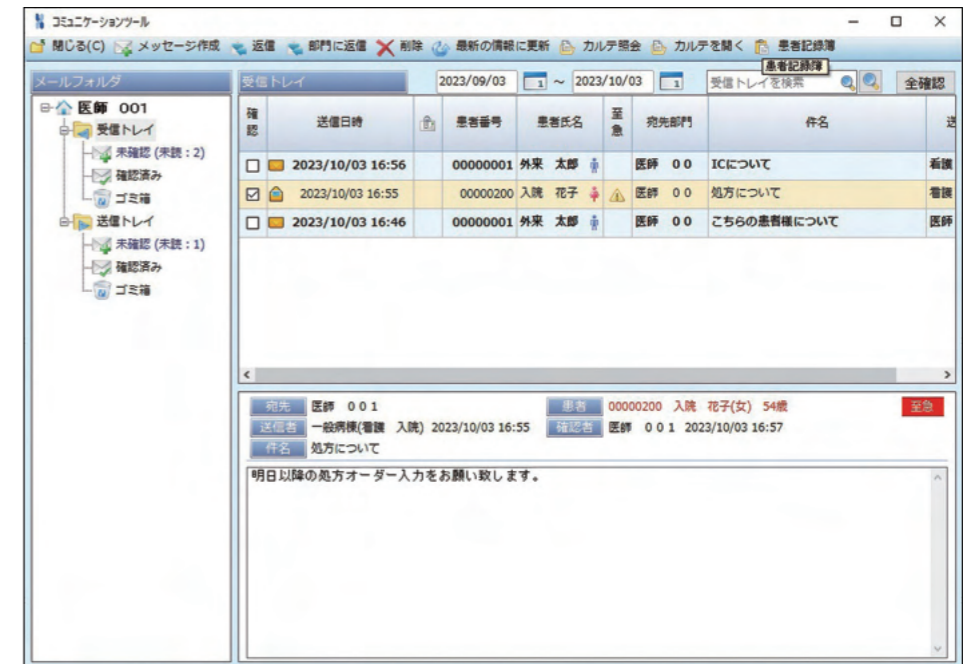 コミュニケーションツール
閉じる(C) メッセージ作成 返信 部門に返信 削除 最新の情報に更新 カルテ照会 カルテを開く 患者記録簿
患者記録簿
メールフォルダ 受信トレイ 2023/09/03 1 ~ 2023/10/03 1 受信トレイを検索 全確認
医師 001
受信トレイ
未確認 (未読:2)
確認済み
ゴミ箱
送信トレイ
未確認 (未読:1)
確認済み
ゴミ箱
確認 送信日時 患者番号 患者氏名 至急 宛先部門 件名 送
2023/10/03 16:56 00000001 外来 太郎 医師 00 ICについて 看護
2023/10/03 16:55 00000200 入院 花子 医師 00 処方について 看護
2023/10/03 16:46 00000001 外来 太郎 医師 00 こちらの患者様について 医師
宛先 医師 001 患者 00000200 入院 花子(女) 54歳 至急
送信者 一般病棟(看護 入院) 2023/10/03 16:55 確認者 医師 001 2023/10/03 16:57
件名 処方について
明日以降の処方オーダー入力をお願い致します。